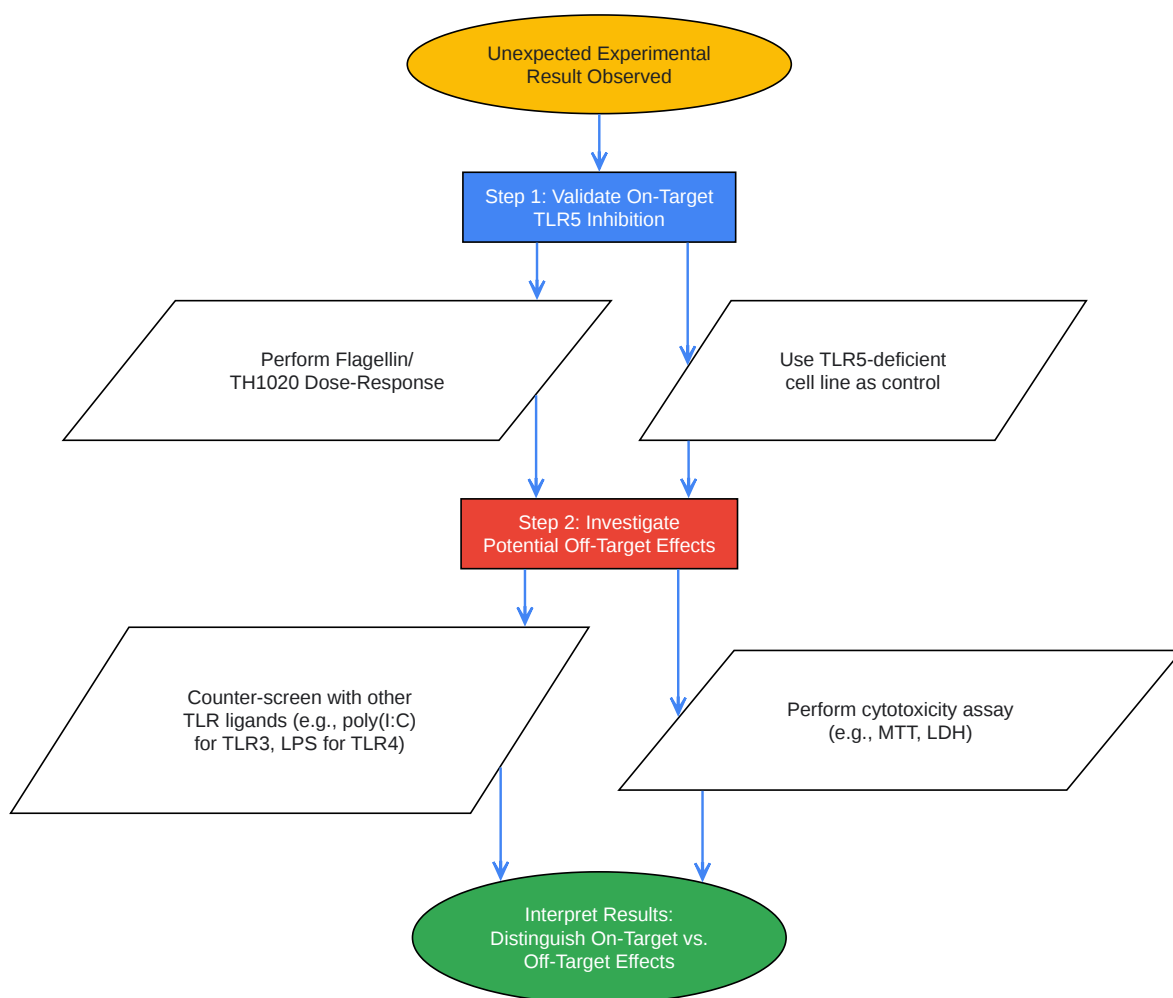 Unexpected Experimental
Result Observed
Step 1: Validate On-Target
TLR5 Inhibition
Perform Flagellin/
TH1020 Dose-Response
Use TLR5-deficient
cell line as control
Step 2: Investigate
Potential Off-Target Effects
Counter-screen with other
TLR ligands (e.g., poly(I:C)
for TLR3, LPS for TLR4)
Perform cytotoxicity assay
(e.g., MTT, LDH)
Interpret Results:
Distinguish On-Target vs.
Off-Target Effects